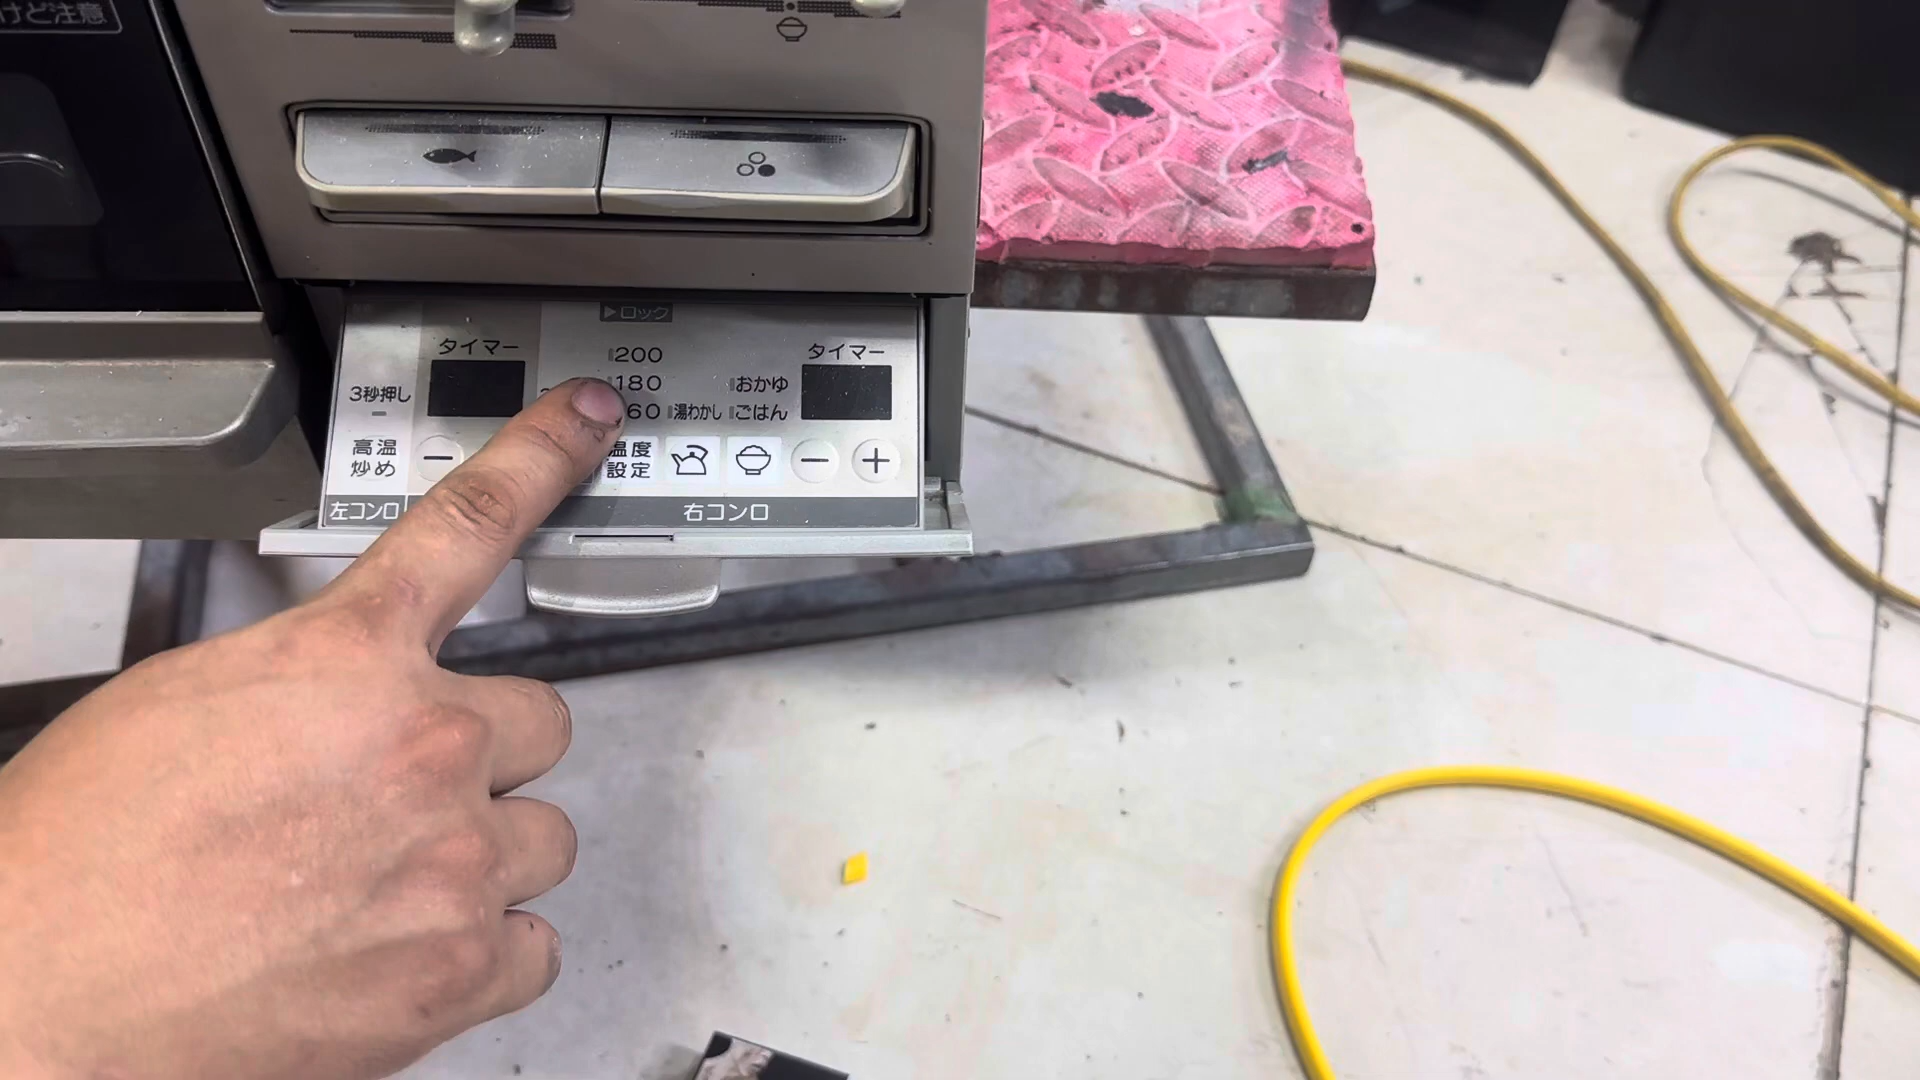 けど注意
▶ロック
タイマー
200
タイマー
180
おかゆ
3秒押し
60
湯わかし
ごはん
高温
炒め
−
温度
設定
−
+
左コンロ
右コンロ